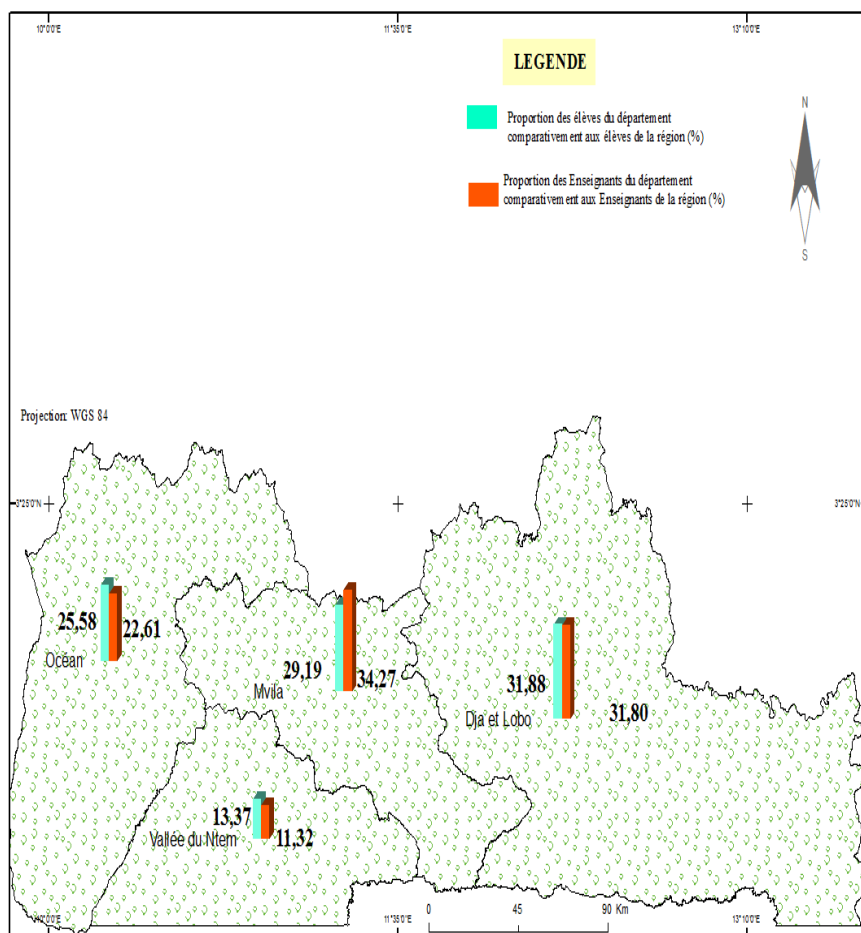 10°0'0"E
11°35'0"E
13°10'0"E
LEGENDE
Proportion des élèves du département
comparativement aux élèves de la région (%)
Proportion des Enseignants du département
comparativement aux Enseignants de la région (%)
N
S
Projection: WGS 84
3°25'0"N
3°25'0"N
25,58
22,61
Océan
29,19
34,27
Mvila
31,88
31,80
Dja et Lobo
13,37
11,32
Vallée du Ntem
10°0'0"E
11°35'0"E
0 45 90 Km
13°10'0"E